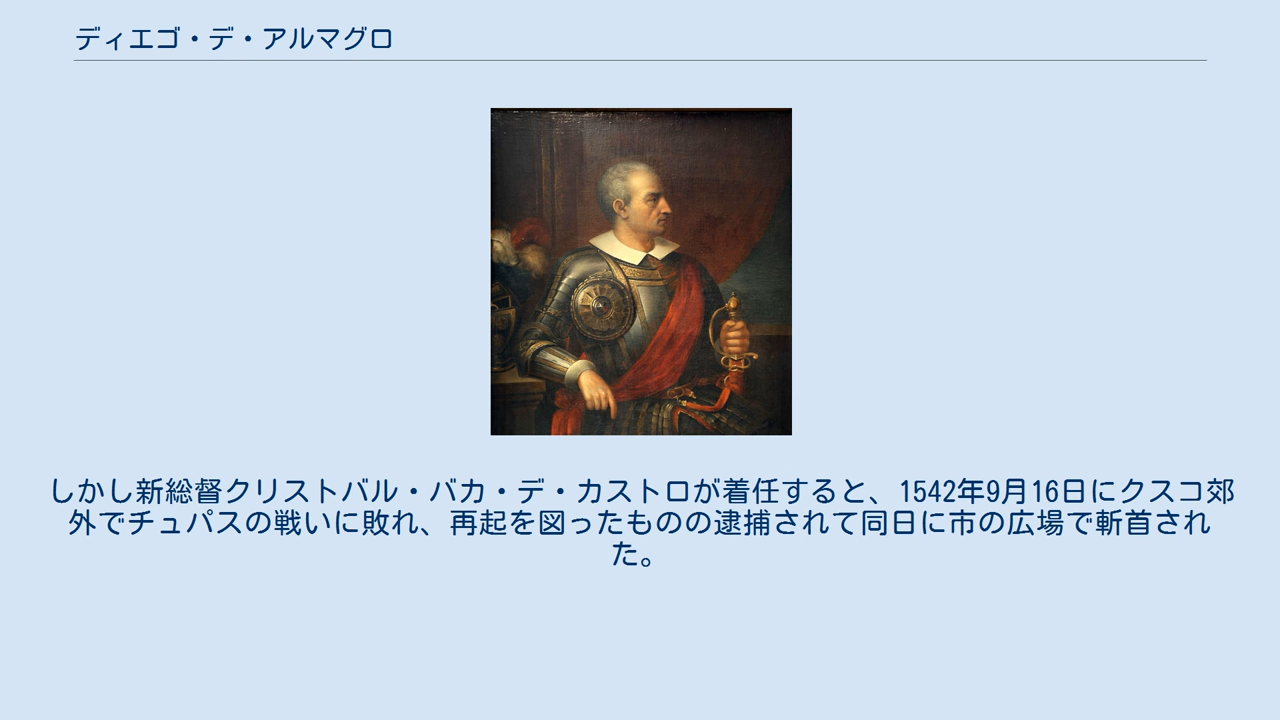 ディエゴ・デ・アルマグロ
しかし新総督クリストバル・バカ・デ・カストロが着任すると、1542年9月16日にクスコ郊
外でチュパスの戦いに敗れ、再起を図ったものの逮捕されて同日に市の広場で斬首され
た。